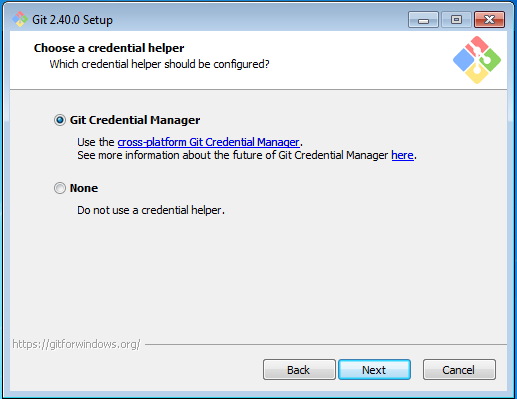 Git 2.40.0 Setup
Choose a credential helper
Which credential helper should be configured?
Git Credential Manager
Use the cross-platform Git Credential Manager.
See more information about the future of Git Credential Manager here.
None
Do not use a credential helper.
https://gitforwindows.org/
Back Next Cancel